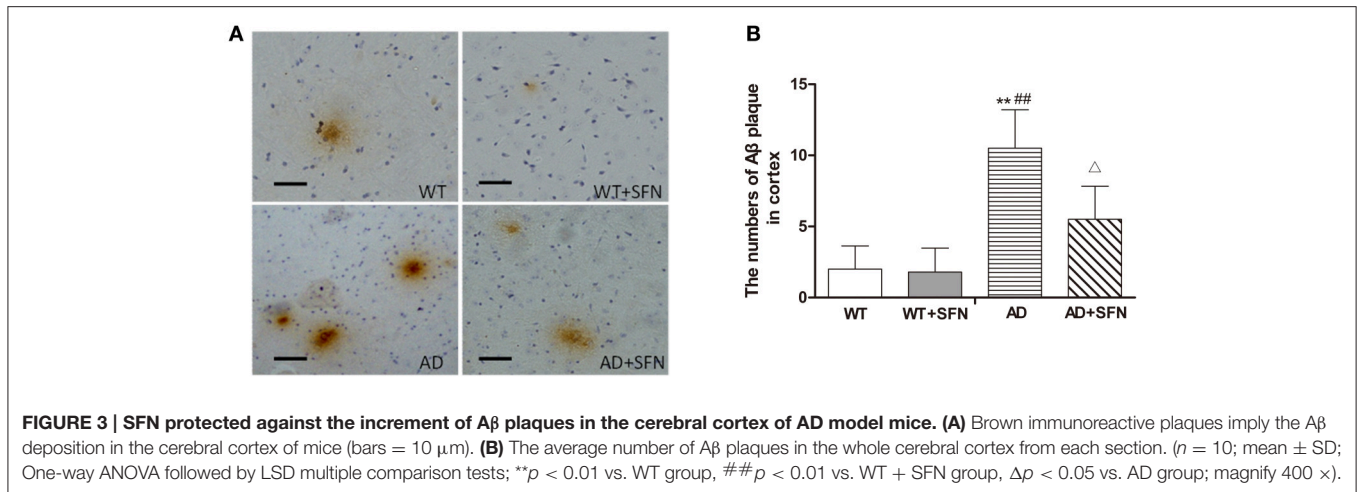 A
WT
WT+SFN
AD
AD+SFN
B
The numbers of Aβ plaque
in cortex
15
10
5
0
** ##
△
WT
WT+SFN
AD
AD+SFN
FIGURE 3 | SFN protected against the increment of Aβ plaques in the cerebral cortex of AD model mice. (A) Brown immunoreactive plaques imply the Aβ
deposition in the cerebral cortex of mice (bars = 10 μm). (B) The average number of Aβ plaques in the whole cerebral cortex from each section. (n = 10; mean ± SD;
One-way ANOVA followed by LSD multiple comparison tests; **p < 0.01 vs. WT group, ##p < 0.01 vs. WT + SFN group, Δp < 0.05 vs. AD group; magnify 400 ×).